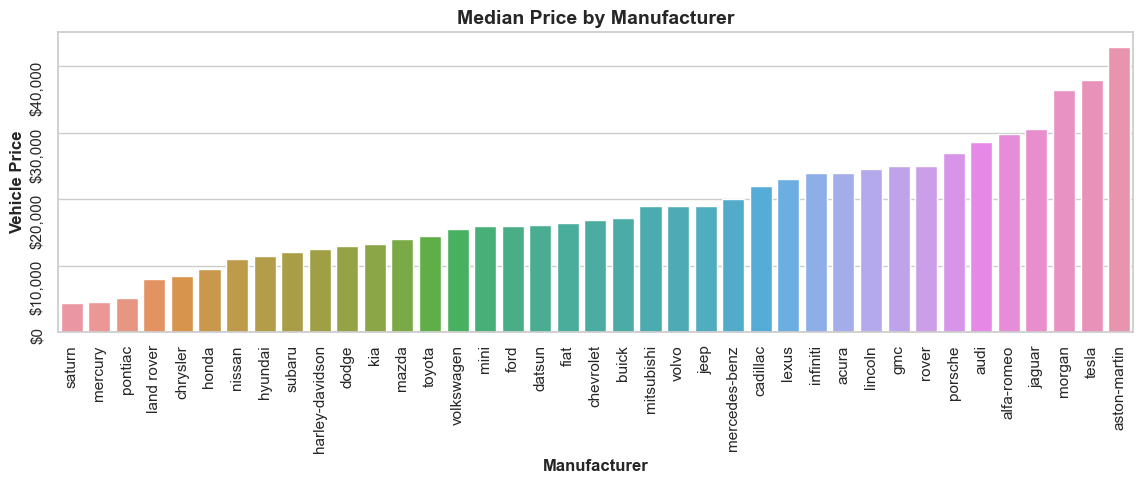 Median Price by Manufacturer
Vehicle Price
$40,000
$30,000
$20,000
$10,000
$0
saturn
mercury
pontiac
land rover
chrysler
honda
nissan
hyundai
subaru
harley-davidson
dodge
kia
mazda
toyota
volkswagen
mini
ford
datsun
fiat
chevrolet
buick
mitsubishi
volvo
jeep
mercedes-benz
cadillac
lexus
infiniti
acura
lincoln
gmc
rover
porsche
audi
alfa-romeo
jaguar
morgan
tesla
aston-martin
Manufacturer